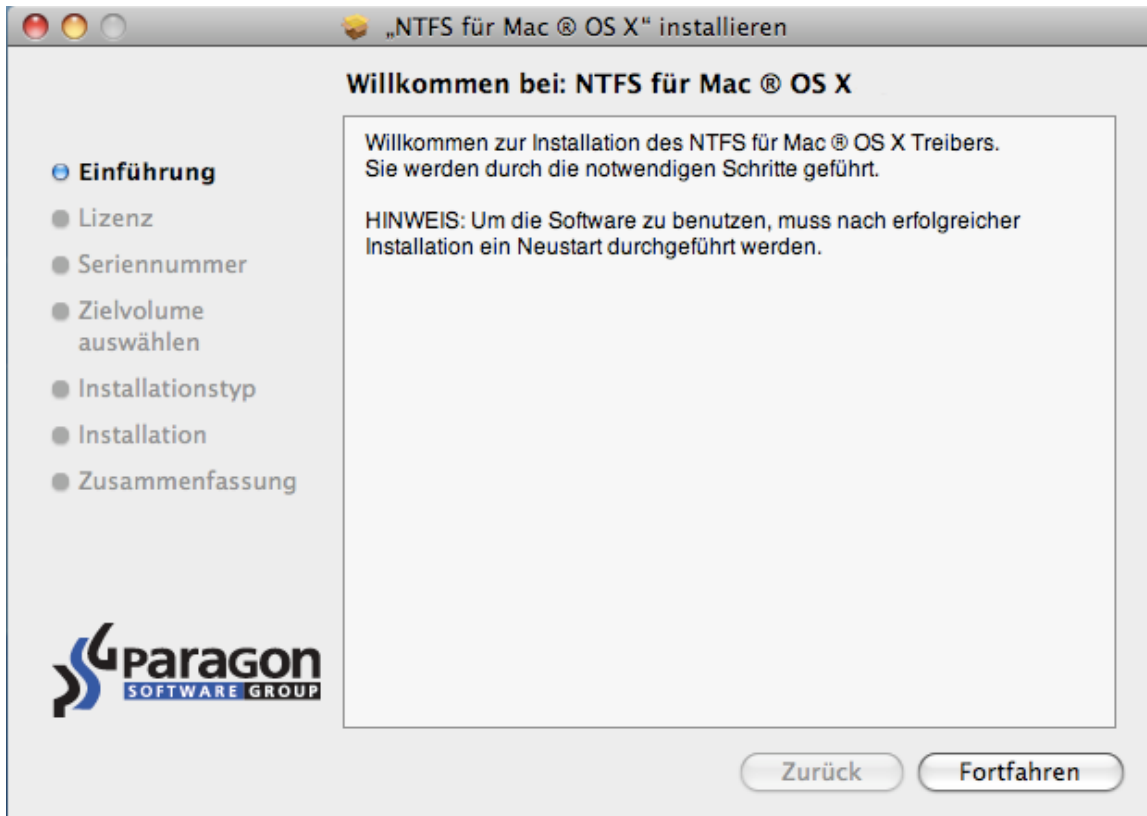 „NTFS für Mac ® OS X“ installieren
Willkommen bei: NTFS für Mac ® OS X
Einführung
Lizenz
Seriennummer
Zielvolume
auswählen
Installationstyp
Installation
Zusammenfassung
Willkommen zur Installation des NTFS für Mac ® OS X Treibers.
Sie werden durch die notwendigen Schritte geführt.
HINWEIS: Um die Software zu benutzen, muss nach erfolgreicher
Installation ein Neustart durchgeführt werden.
Paragon
SOFTWARE GROUP
Zurück
Fortfahren